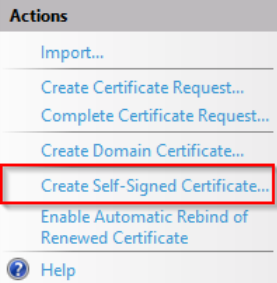 Actions
Import...
Create Certificate Request...
Complete Certificate Request...
Create Domain Certificate...
Create Self-Signed Certificate...
Enable Automatic Rebind of
Renewed Certificate
Help